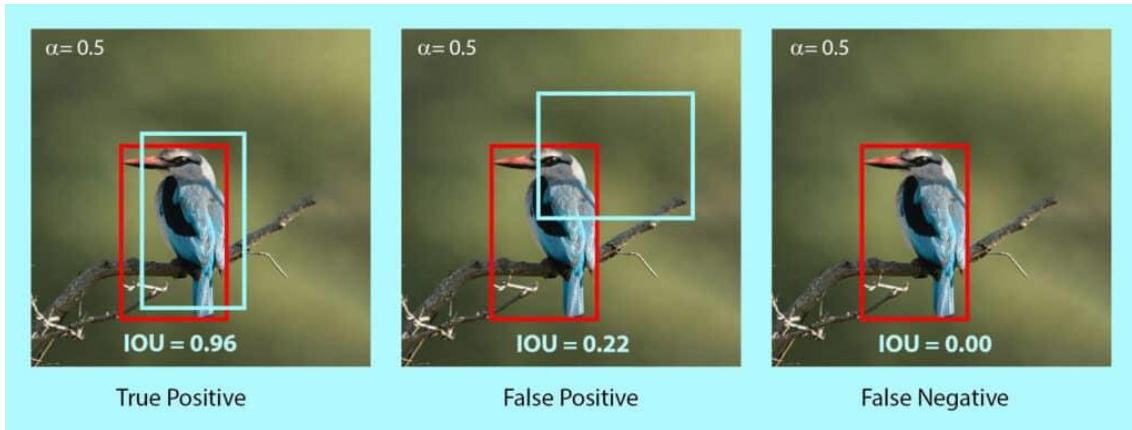 α= 0.5
IOU = 0.96
True Positive
α= 0.5
IOU = 0.22
False Positive
α= 0.5
IOU = 0.00
False Negative